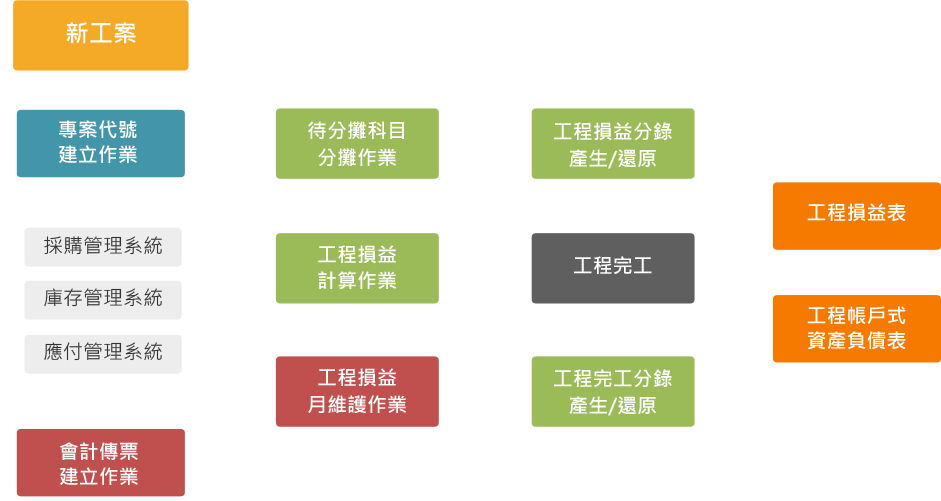 新工案
專案代號
建立作業
採購管理系統
庫存管理系統
應付管理系統
會計傳票
建立作業
待分攤科目
分攤作業
工程損益
計算作業
工程損益
月維護作業
工程損益分錄
產生/還原
工程完工
工程完工分錄
產生/還原
工程損益表
工程帳戶式
資產負債表